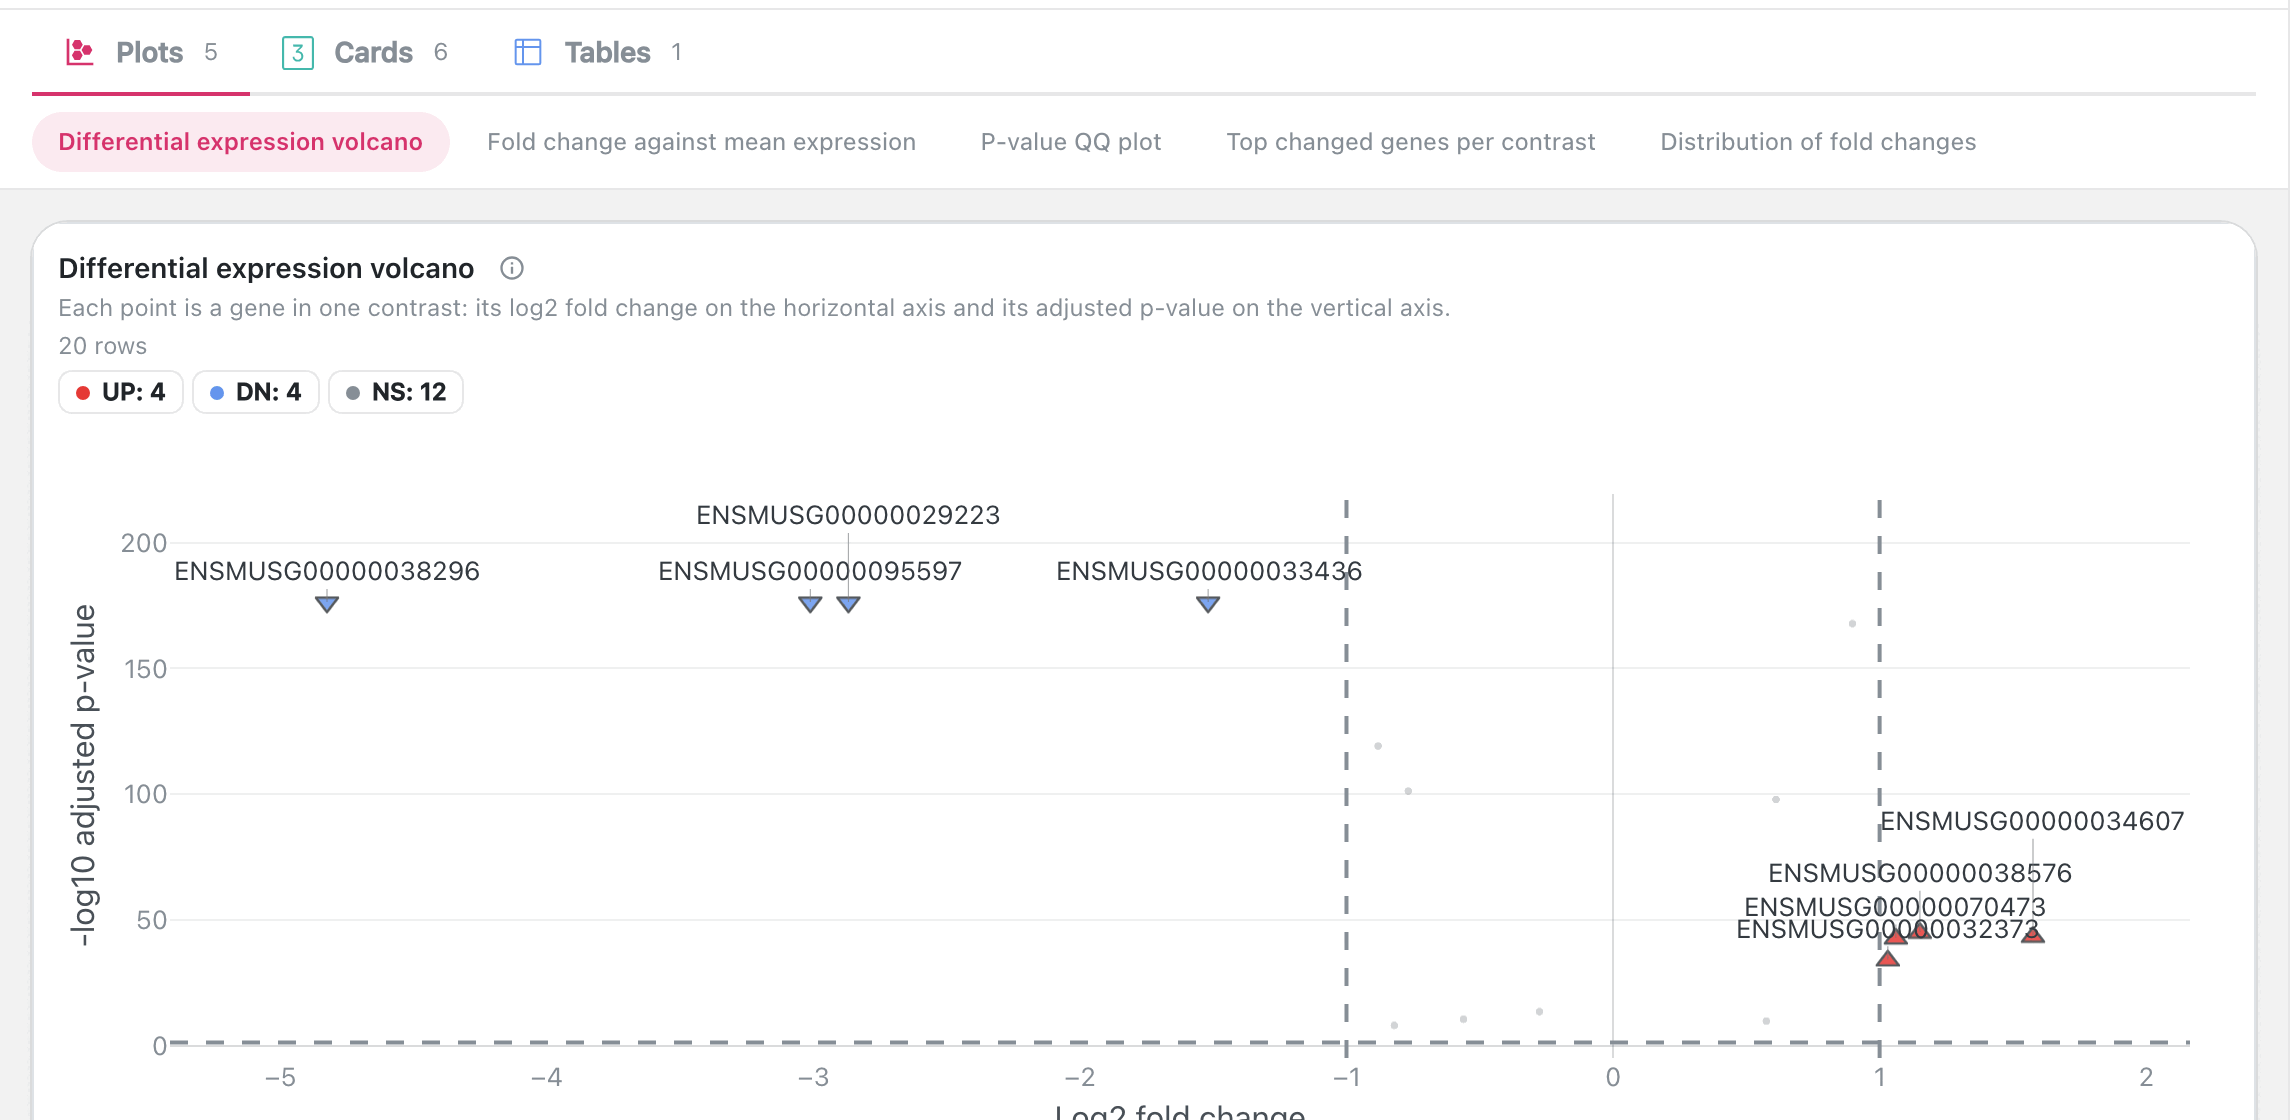 Plots 5 3 Cards 6 Tables 1
Differential expression volcano Fold change against mean expression P-value QQ plot Top changed genes per contrast Distribution of fold changes
Differential expression volcano
Each point is a gene in one contrast: its log2 fold change on the horizontal axis and its adjusted p-value on the vertical axis.
20 rows
UP: 4 DN: 4 NS: 12
ENSMUSG00000029223
200
ENSMUSG00000038296 ENSMUSG00000095597 ENSMUSG00000033436
150
100
ENSMUSG00000034607
ENSMUSG00000038576
ENSMUSG00000070473
50
ENSMUSG00000032373
0
-log10 adjusted p-value
−5 −4 −3 −2 −1 0 1 2
Log2 fold change